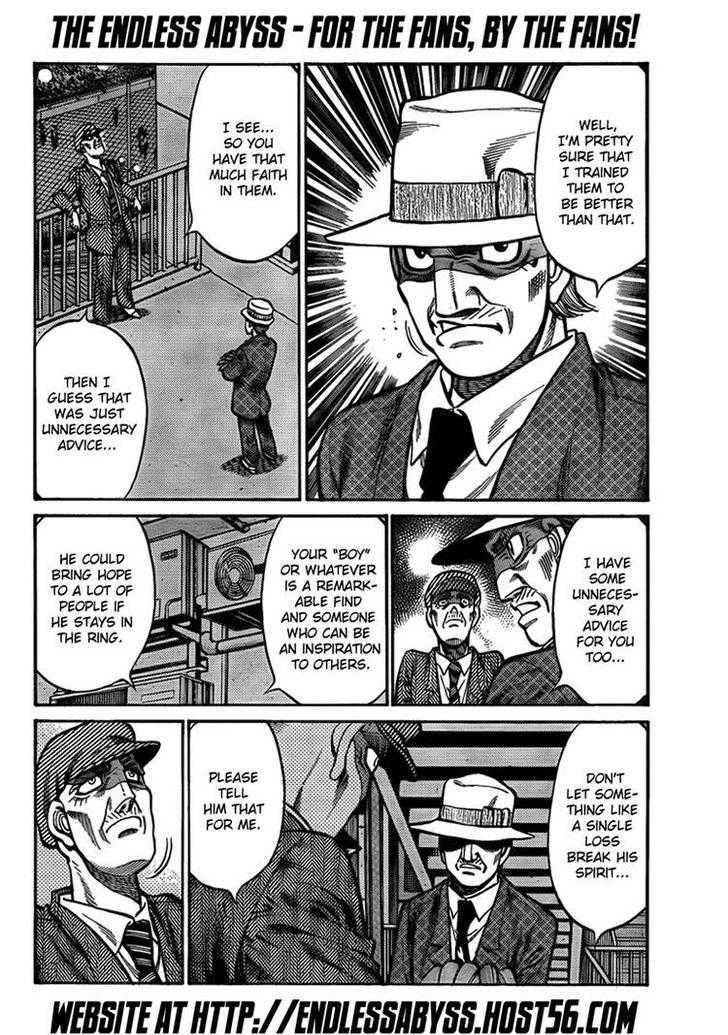 THE ENDLESS ABYSS - FOR THE FANS, BY THE FANS!
WELL,
I'M PRETTY
SURE THAT
I TRAINED
THEM TO
BE BETTER
THAN THAT.
I SEE...
SO YOU
HAVE THAT
MUCH FAITH
IN THEM.
THEN I
GUESS THAT
WAS JUST
UNNECESSARY
ADVICE...
I HAVE
SOME
UNNECES-
SARY
ADVICE
FOR YOU
TOO...
YOUR "BOY"
OR WHATEVER
IS A REMARK-
ABLE FIND
AND SOMEONE
WHO CAN BE
AN INSPIRATION
TO OTHERS.
HE COULD
BRING HOPE
TO A LOT OF
PEOPLE IF
HE STAYS IN
THE RING.
DON'T
LET SOME-
THING LIKE
A SINGLE
LOSS
BREAK HIS
SPIRIT...
PLEASE
TELL
HIM THAT
FOR ME.
WEBSITE AT HTTP://ENDLESSABYSS.HOST56.COM